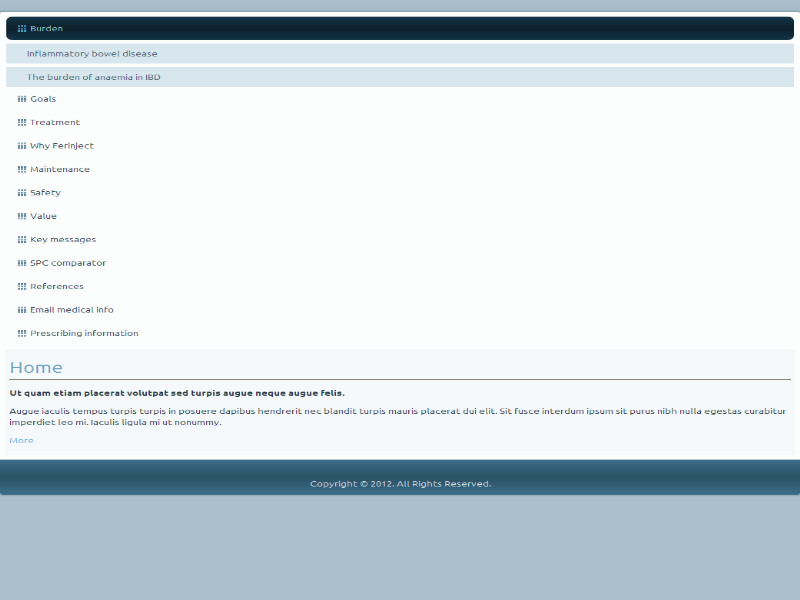 Burden
Inflammatory bowel disease
The burden of anaemia in IBD
Goals
Treatment
Why Ferinject
Maintenance
Safety
Value
Key messages
SPC comparator
References
Email medical info
Prescribing information
Home
Ut quam etiam placerat volutpat sed turpis augue neque augue felis.
Augue iaculis tempus turpis turpis in posuere dapibus hendrerit nec blandit turpis mauris placerat dui elit. Sit fusce interdum ipsum sit purus nibh nulla egestas curabitur
imperdiet leo mi. Iaculis ligula mi ut nonummy.
More
Copyright © 2012. All Rights Reserved.